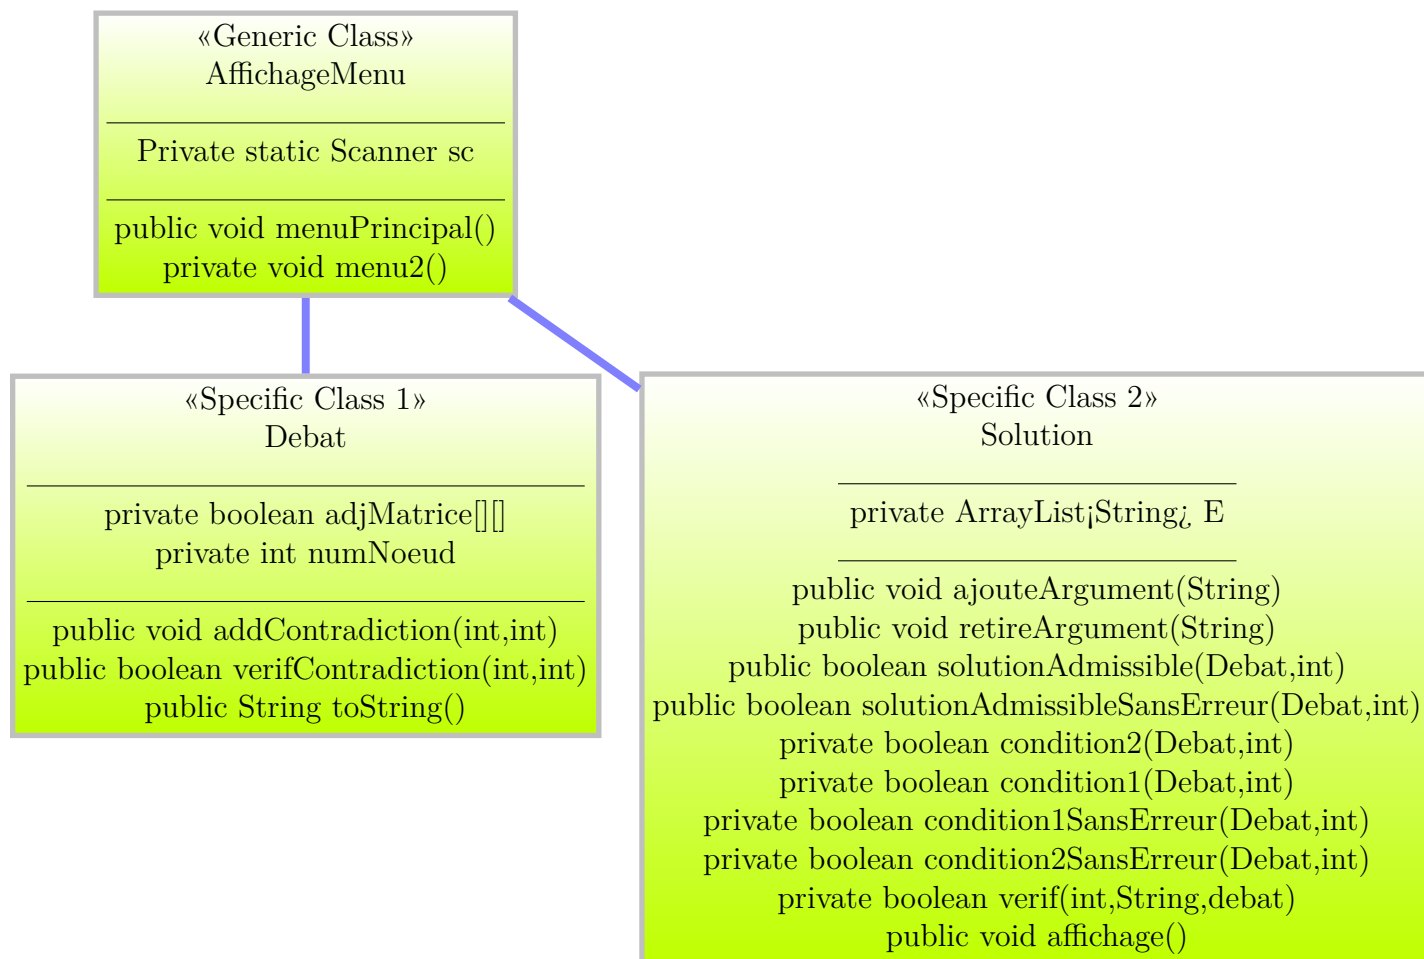 «Generic Class»
AffichageMenu
Private static Scanner sc
public void menuPrincipal()
private void menu2()
«Specific Class 1»
Debat
private boolean adjMatrice[][]
private int numNoeud
public void addContradiction(int,int)
public boolean verifContradiction(int,int)
public String toString()
«Specific Class 2»
Solution
private ArrayList¡String¿ E
public void ajouteArgument(String)
public void retireArgument(String)
public boolean solutionAdmissible(Debat,int)
public boolean solutionAdmissibleSansErreur(Debat,int)
private boolean condition2(Debat,int)
private boolean condition1(Debat,int)
private boolean condition1SansErreur(Debat,int)
private boolean condition2SansErreur(Debat,int)
private boolean verif(int,String,debat)
public void affichage()